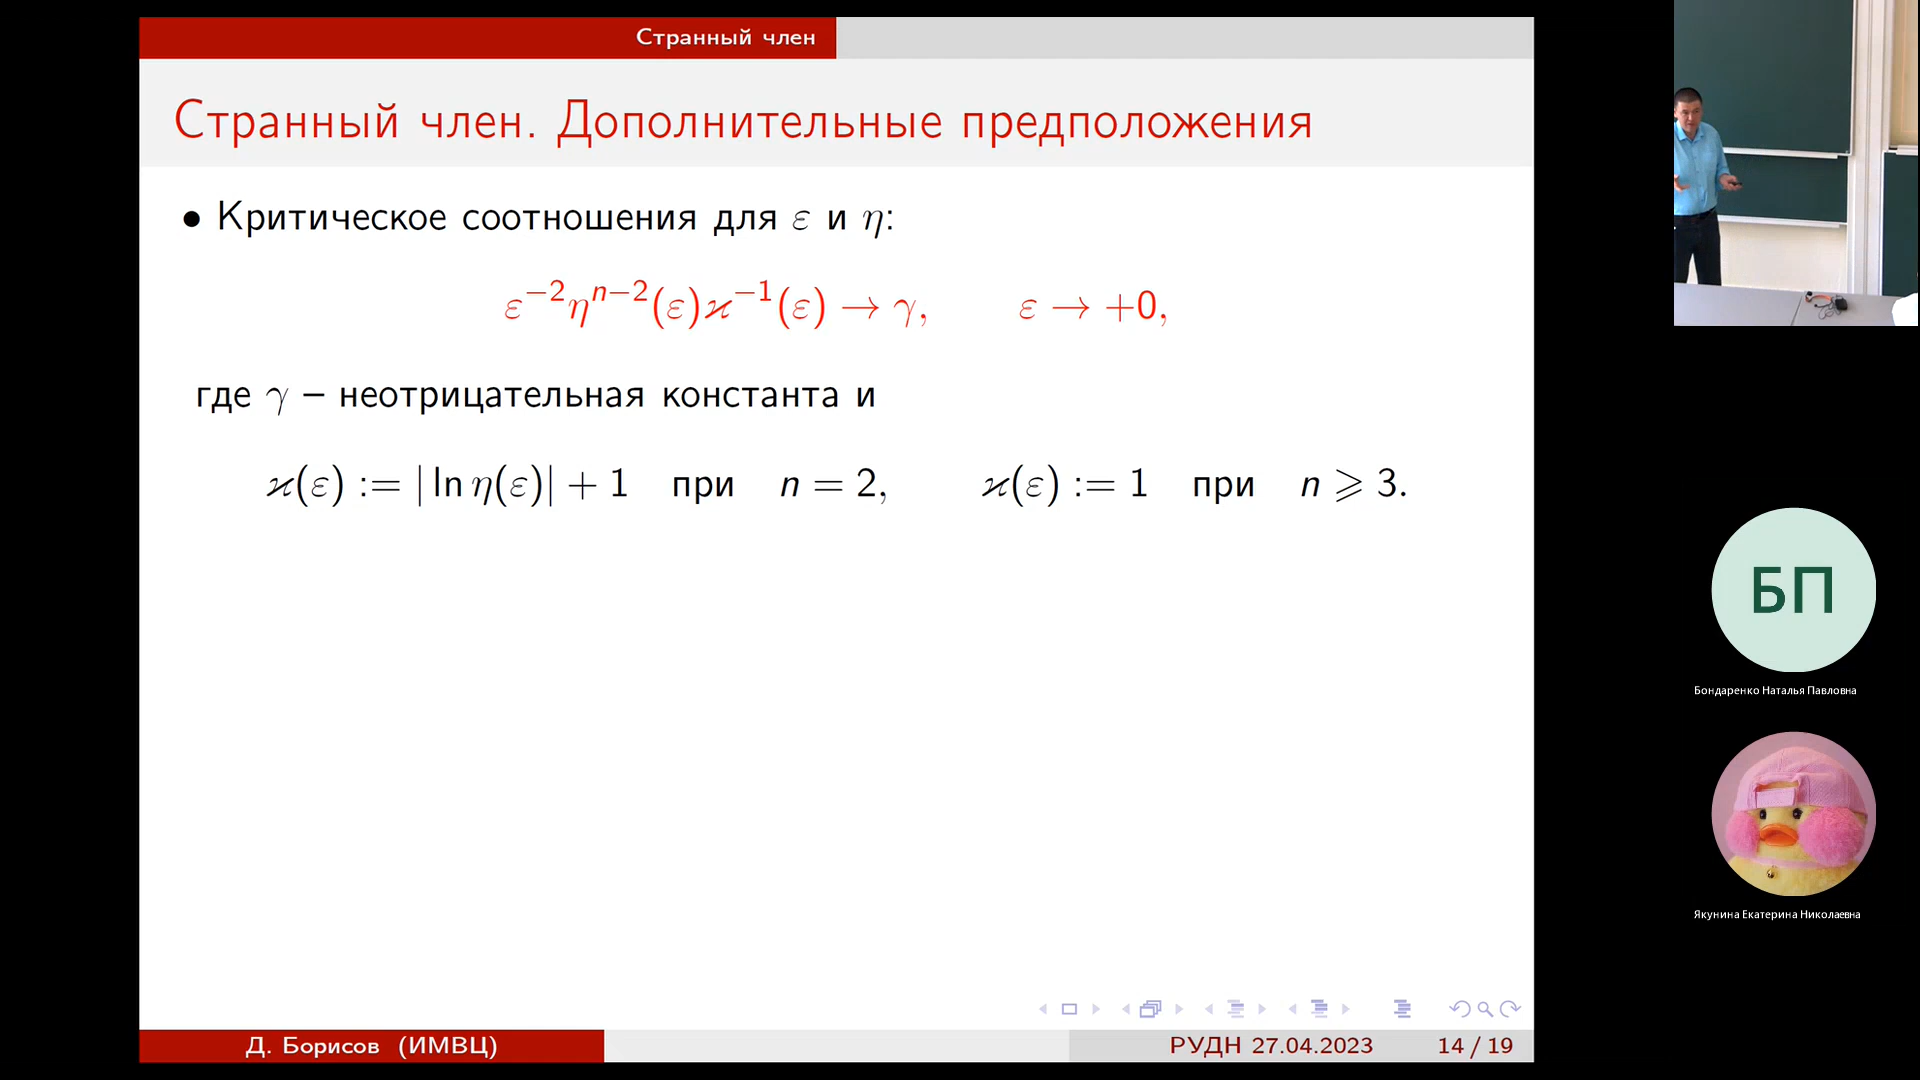 Странный член
Странный член. Дополнительные предположения
• Критическое соотношения для ε и η:
ε⁻²ηⁿ⁻²(ε)ϰ⁻¹(ε) → γ, ε → +0,
где γ – неотрицательная константа и
ϰ(ε) := | ln η(ε)| + 1 при n = 2, ϰ(ε) := 1 при n ⩾ 3.
Д. Борисов (ИМВЦ)
РУДН 27.04.2023
14 / 19
БП
Бондаренко Наталья Павловна
Якунина Екатерина Николаевна